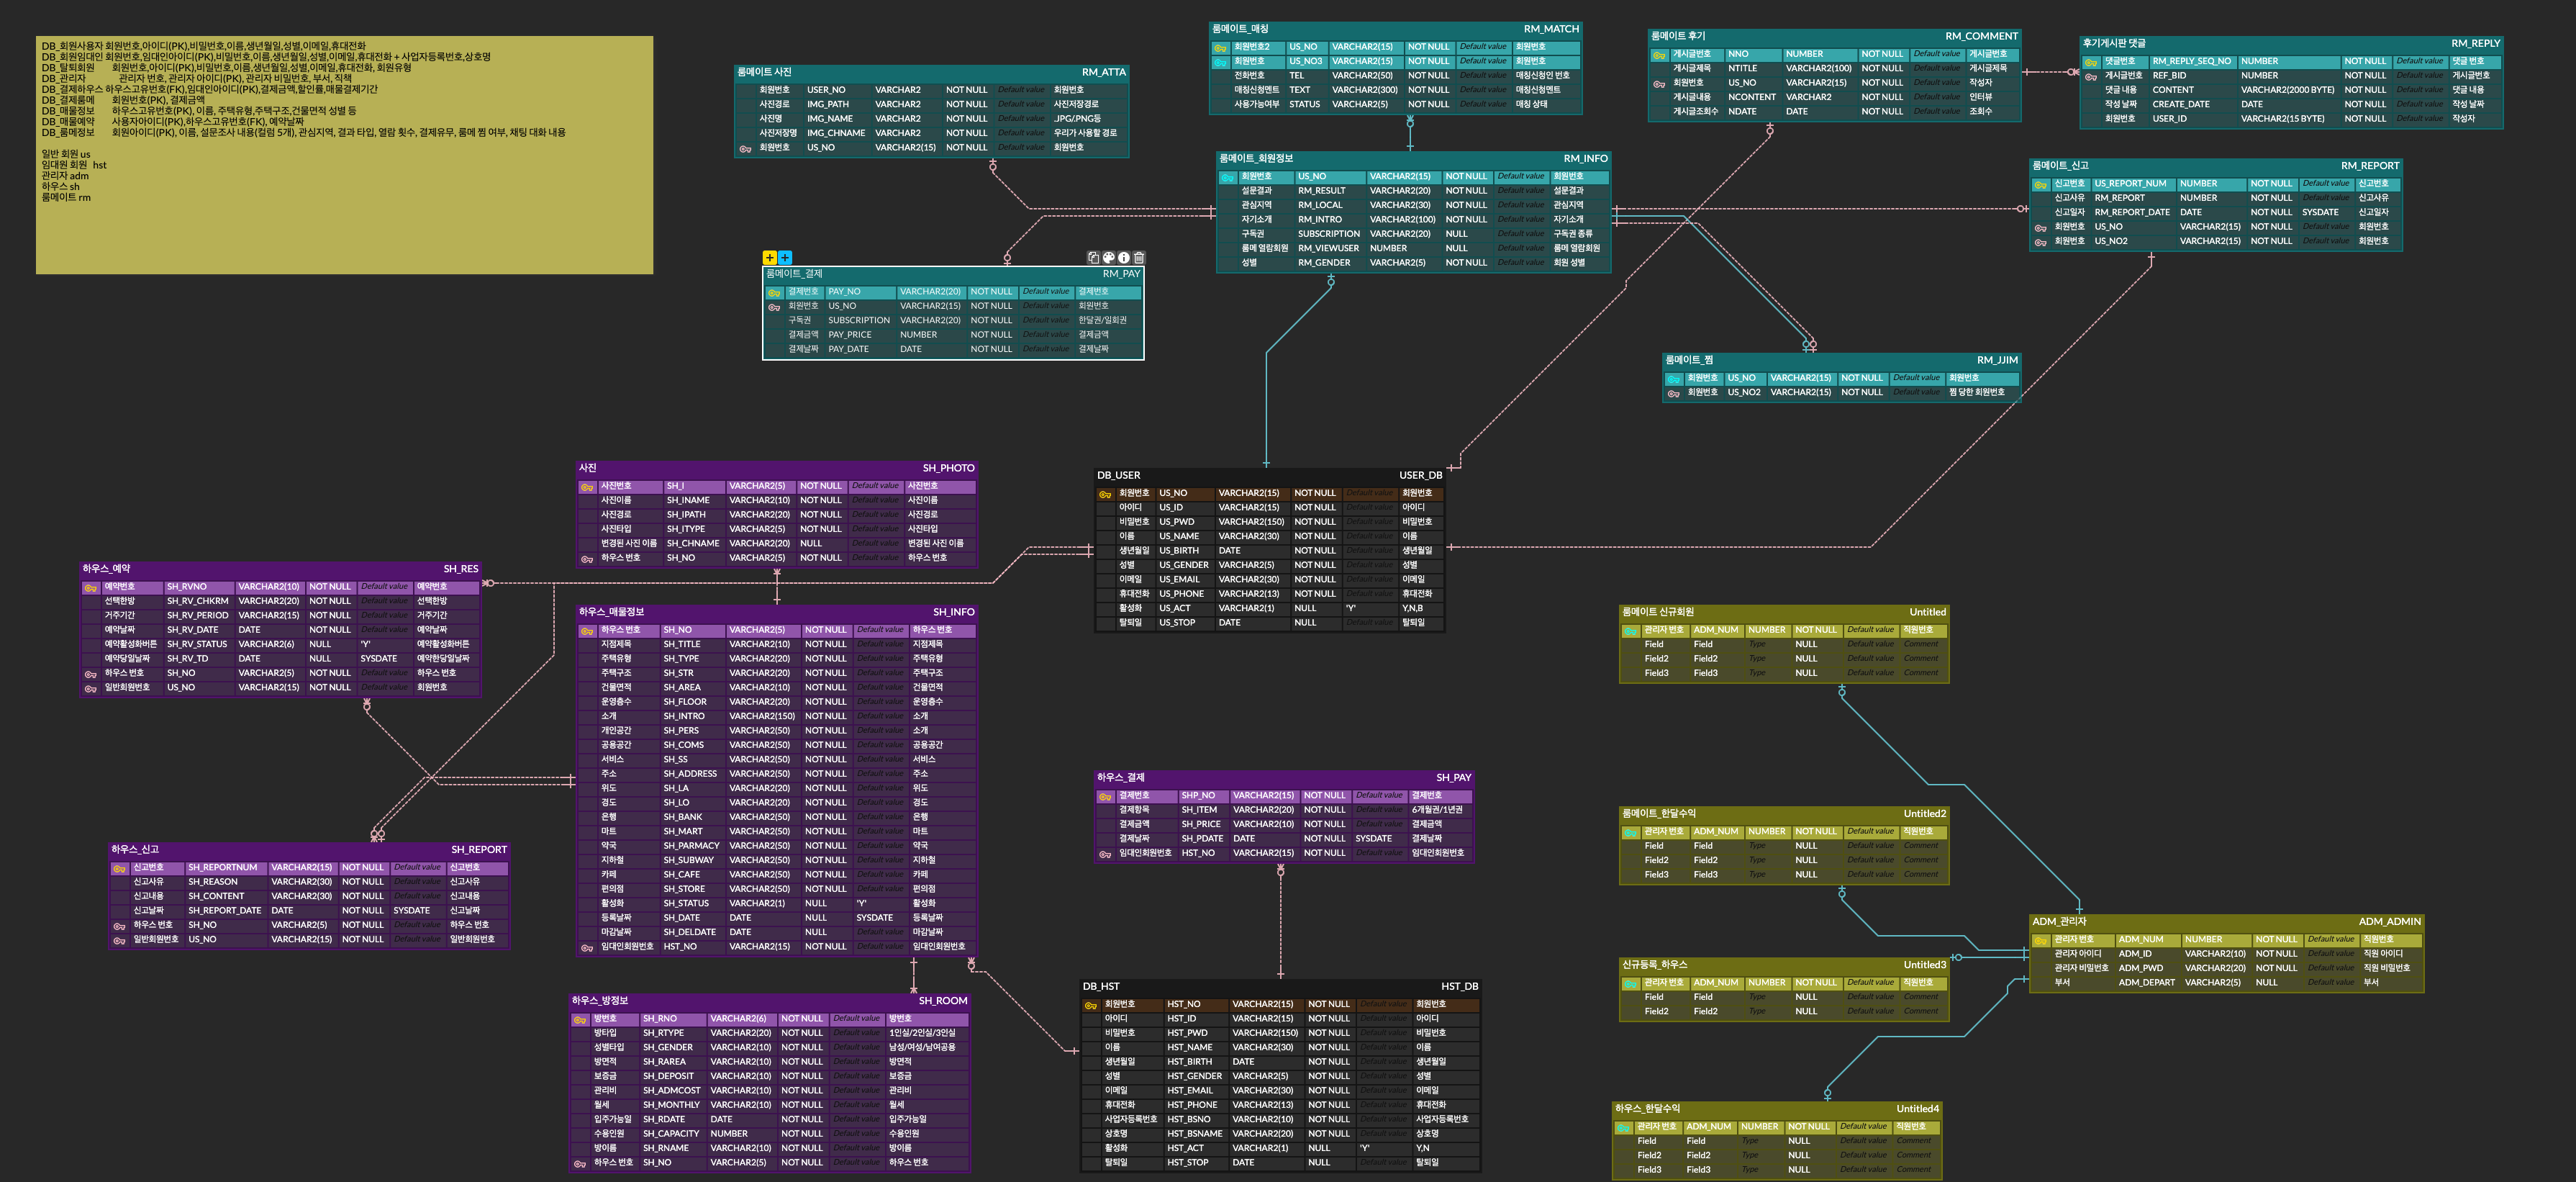 DB_회원사용자 회원번호,아이디(PK),비밀번호,이름,생년월일,성별,이메일,휴대전화
DB_회원임대인 회원번호,임대인아이디(PK),비밀번호,이름,생년월일,성별,이메일,휴대전화 + 사업자등록번호,상호명
DB_탈퇴회원 회원번호,아이디(PK),비밀번호,이름,생년월일,성별,이메일,휴대전화, 회원유형
DB_관리자 관리자 번호, 관리자 아이디(PK), 관리자 비밀번호, 부서, 직책
DB_결제하우스 하우스고유번호(FK),임대인아이디(PK),결제금액,할인률,매물결제기간
DB_결제룸메 회원번호(PK), 결제금액
DB_매물정보 하우스고유번호(PK), 이름, 주택유형,주택구조,건물면적 성별 등
DB_매물예약 사용자아이디(PK),하우스고유번호(FK), 예약날짜
DB_룸메정보 회원아이디(PK), 이름, 설문조사 내용(컬럼 5개), 관심지역, 결과 타입, 열람 횟수, 결제유무, 룸메 찜 여부, 채팅 대화 내용
일반 회원 us
임대원 회원 hst
관리자 adm
하우스 sh
룸메이트 rm
룸메이트 사진 RM_ATTA
회원번호 USER_NO VARCHAR2 NOT NULL Default value 회원번호
사진경로 IMG_PATH VARCHAR2 NOT NULL Default value 사진저장경로
사진명 IMG_NAME VARCHAR2 NOT NULL Default value .JPG/.PNG등
사진저장명 IMG_CHNAME VARCHAR2 NOT NULL Default value 우리가 사용할 경로
회원번호 US_NO VARCHAR2(15) NOT NULL Default value 회원번호
룸메이트_매칭 RM_MATCH
회원번호2 US_NO VARCHAR2(15) NOT NULL Default value 회원번호
회원번호 US_NO3 VARCHAR2(15) NOT NULL Default value 회원번호
전화번호 TEL VARCHAR2(50) NOT NULL Default value 매칭신청인 번호
매칭신청멘트 TEXT VARCHAR2(300) NOT NULL Default value 매칭신청멘트
사용가능여부 STATUS VARCHAR2(5) NOT NULL Default value 매칭 상태
룸메이트 후기 RM_COMMENT
게시글번호 NNO NUMBER NOT NULL Default value 게시글번호
게시글제목 NTITLE VARCHAR2(100) NOT NULL Default value 게시글제목
회원번호 US_NO VARCHAR2(15) NOT NULL Default value 작성자
게시글내용 NCONTENT VARCHAR2 NOT NULL Default value 인터뷰
게시글조회수 NDATE DATE NOT NULL Default value 조회수
후기게시판 댓글 RM_REPLY
댓글번호 RM_REPLY_SEQ_NO NUMBER NOT NULL Default value 댓글 번호
게시글번호 REF_BID NUMBER NOT NULL Default value 게시글번호
댓글 내용 CONTENT VARCHAR2(2000 BYTE) NOT NULL Default value 댓글 내용
작성 날짜 CREATE_DATE DATE NOT NULL Default value 작성 날짜
회원번호 USER_ID VARCHAR2(15 BYTE) NOT NULL Default value 작성자
룸메이트_회원정보 RM_INFO
회원번호 US_NO VARCHAR2(15) NOT NULL Default value 회원번호
설문결과 RM_RESULT VARCHAR2(20) NOT NULL Default value 설문결과
관심지역 RM_LOCAL VARCHAR2(30) NOT NULL Default value 관심지역
자기소개 RM_INTRO VARCHAR2(100) NOT NULL Default value 자기소개
구독권 SUBSCRIPTION VARCHAR2(20) NULL Default value 구독권 종류
룸메 열람회원 RM_VIEWUSER NUMBER NULL Default value 룸메 열람회원
성별 RM_GENDER VARCHAR2(5) NOT NULL Default value 회원 성별
룸메이트_신고 RM_REPORT
신고번호 US_REPORT_NUM NUMBER NOT NULL Default value 신고번호
신고사유 RM_REPORT NUMBER NOT NULL Default value 신고사유
신고일자 RM_REPORT_DATE DATE NOT NULL SYSDATE 신고일자
회원번호 US_NO VARCHAR2(15) NOT NULL Default value 회원번호
회원번호 US_NO2 VARCHAR2(15) NOT NULL Default value 회원번호
룸메이트_결제 RM_PAY
결제번호 PAY_NO VARCHAR2(20) NOT NULL Default value 결제번호
회원번호 US_NO VARCHAR2(15) NOT NULL Default value 회원번호
구독권 SUBSCRIPTION VARCHAR2(20) NOT NULL Default value 한달권/일회권
결제금액 PAY_PRICE NUMBER NOT NULL Default value 결제금액
결제날짜 PAY_DATE DATE NOT NULL Default value 결제날짜
룸메이트_찜 RM_JJIM
회원번호 US_NO VARCHAR2(15) NOT NULL Default value 회원번호
회원번호 US_NO2 VARCHAR2(15) NOT NULL Default value 찜 당한 회원번호
사진 SH_PHOTO
사진번호 SH_I VARCHAR2(5) NOT NULL Default value 사진번호
사진이름 SH_INAME VARCHAR2(10) NOT NULL Default value 사진이름
사진경로 SH_IPATH VARCHAR2(20) NOT NULL Default value 사진경로
사진타입 SH_ITYPE VARCHAR2(5) NOT NULL Default value 사진타입
변경된 사진 이름 SH_CHNAME VARCHAR2(20) NULL Default value 변경된 사진 이름
하우스 번호 SH_NO VARCHAR2(5) NOT NULL Default value 하우스 번호
DB_USER USER_DB
회원번호 US_NO VARCHAR2(15) NOT NULL Default value 회원번호
아이디 US_ID VARCHAR2(15) NOT NULL Default value 아이디
비밀번호 US_PWD VARCHAR2(150) NOT NULL Default value 비밀번호
이름 US_NAME VARCHAR2(30) NOT NULL Default value 이름
생년월일 US_BIRTH DATE NOT NULL Default value 생년월일
성별 US_GENDER VARCHAR2(5) NOT NULL Default value 성별
이메일 US_EMAIL VARCHAR2(30) NOT NULL Default value 이메일
휴대전화 US_PHONE VARCHAR2(13) NOT NULL Default value 휴대전화
활성화 US_ACT VARCHAR2(1) NULL 'Y' Y,N,B
탈퇴일 US_STOP DATE NULL Default value 탈퇴일
하우스_예약 SH_RES
예약번호 SH_RVNO VARCHAR2(10) NOT NULL Default value 예약번호
선택한방 SH_RV_CHKRM VARCHAR2(20) NOT NULL Default value 선택한방
거주기간 SH_RV_PERIOD VARCHAR2(15) NOT NULL Default value 거주기간
예약날짜 SH_RV_DATE DATE NOT NULL Default value 예약날짜
예약활성화버튼 SH_RV_STATUS VARCHAR2(6) NULL 'Y' 예약활성화버튼
예약당일날짜 SH_RV_TD DATE NULL SYSDATE 예약한당일날짜
하우스 번호 SH_NO VARCHAR2(5) NOT NULL Default value 하우스 번호
일반회원번호 US_NO VARCHAR2(15) NOT NULL Default value 회원번호
하우스_매물정보 SH_INFO
하우스 번호 SH_NO VARCHAR2(5) NOT NULL Default value 하우스 번호
지점제목 SH_TITLE VARCHAR2(10) NOT NULL Default value 지점제목
주택유형 SH_TYPE VARCHAR2(20) NOT NULL Default value 주택유형
주택구조 SH_STR VARCHAR2(20) NOT NULL Default value 주택구조
건물면적 SH_AREA VARCHAR2(10) NOT NULL Default value 건물면적
운영층수 SH_FLOOR VARCHAR2(20) NOT NULL Default value 운영층수
소개 SH_INTRO VARCHAR2(150) NOT NULL Default value 소개
개인공간 SH_PERS VARCHAR2(50) NOT NULL Default value 소개
공용공간 SH_COMS VARCHAR2(50) NOT NULL Default value 공용공간
서비스 SH_SS VARCHAR2(50) NOT NULL Default value 서비스
주소 SH_ADDRESS VARCHAR2(50) NOT NULL Default value 주소
위도 SH_LA VARCHAR2(20) NOT NULL Default value 위도
경도 SH_LO VARCHAR2(20) NOT NULL Default value 경도
은행 SH_BANK VARCHAR2(50) NOT NULL Default value 은행
마트 SH_MART VARCHAR2(50) NOT NULL Default value 마트
약국 SH_PARMACY VARCHAR2(50) NOT NULL Default value 약국
지하철 SH_SUBWAY VARCHAR2(50) NOT NULL Default value 지하철
카페 SH_CAFE VARCHAR2(50) NOT NULL Default value 카페
편의점 SH_STORE VARCHAR2(50) NOT NULL Default value 편의점
활성화 SH_STATUS VARCHAR2(1) NULL 'Y' 활성화
등록날짜 SH_DATE DATE NULL SYSDATE 등록날짜
마감날짜 SH_DELDATE DATE NULL Default value 마감날짜
임대인회원번호 HST_NO VARCHAR2(15) NOT NULL Default value 임대인회원번호
하우스_신고 SH_REPORT
신고번호 SH_REPORTNUM VARCHAR2(15) NOT NULL Default value 신고번호
신고사유 SH_REASON VARCHAR2(30) NOT NULL Default value 신고사유
신고내용 SH_CONTENT VARCHAR2(30) NOT NULL Default value 신고내용
신고날짜 SH_REPORT_DATE DATE NOT NULL SYSDATE 신고날짜
하우스 번호 SH_NO VARCHAR2(5) NOT NULL Default value 하우스 번호
일반회원번호 US_NO VARCHAR2(15) NOT NULL Default value 일반회원번호
하우스_결제 SH_PAY
결제번호 SHP_NO VARCHAR2(15) NOT NULL Default value 결제번호
결제항목 SH_ITEM VARCHAR2(20) NOT NULL Default value 6개월권/1년권
결제금액 SH_PRICE VARCHAR2(10) NOT NULL Default value 결제금액
결제날짜 SH_PDATE DATE NOT NULL SYSDATE 결제날짜
임대인회원번호 HST_NO VARCHAR2(15) NOT NULL Default value 임대인회원번호
하우스_방정보 SH_ROOM
방번호 SH_RNO VARCHAR2(6) NOT NULL Default value 방번호
방타입 SH_RTYPE VARCHAR2(20) NOT NULL Default value 1인실/2인실/3인실
성별타입 SH_GENDER VARCHAR2(10) NOT NULL Default value 남성/여성/남여공용
방면적 SH_RAREA VARCHAR2(10) NOT NULL Default value 방면적
보증금 SH_DEPOSIT VARCHAR2(10) NOT NULL Default value 보증금
관리비 SH_ADMCOST VARCHAR2(10) NOT NULL Default value 관리비
월세 SH_MONTHLY VARCHAR2(10) NOT NULL Default value 월세
입주가능일 SH_RDATE DATE NOT NULL Default value 입주가능일
수용인원 SH_CAPACITY NUMBER NOT NULL Default value 수용인원
방이름 SH_RNAME VARCHAR2(10) NOT NULL Default value 방이름
하우스 번호 SH_NO VARCHAR2(5) NOT NULL Default value 하우스 번호
DB_HST HST_DB
회원번호 HST_NO VARCHAR2(15) NOT NULL Default value 회원번호
아이디 HST_ID VARCHAR2(15) NOT NULL Default value 아이디
비밀번호 HST_PWD VARCHAR2(150) NOT NULL Default value 비밀번호
이름 HST_NAME VARCHAR2(30) NOT NULL Default value 이름
생년월일 HST_BIRTH DATE NOT NULL Default value 생년월일
성별 HST_GENDER VARCHAR2(5) NOT NULL Default value 성별
이메일 HST_EMAIL VARCHAR2(30) NOT NULL Default value 이메일
휴대전화 HST_PHONE VARCHAR2(13) NOT NULL Default value 휴대전화
사업자등록번호 HST_BSNO VARCHAR2(10) NOT NULL Default value 사업자등록번호
상호명 HST_BSNAME VARCHAR2(20) NOT NULL Default value 상호명
활성화 HST_ACT VARCHAR2(1) NULL 'Y' Y,N
탈퇴일 HST_STOP DATE NULL Default value 탈퇴일
룸메이트 신규회원 Untitled
관리자 번호 ADM_NUM NUMBER NOT NULL Default value 직원번호
Field Field Type NULL Default value Comment
Field2 Field2 Type NULL Default value Comment
Field3 Field3 Type NULL Default value Comment
룸메이트_한달수익 Untitled2
관리자 번호 ADM_NUM NUMBER NOT NULL Default value 직원번호
Field Field Type NULL Default value Comment
Field2 Field2 Type NULL Default value Comment
Field3 Field3 Type NULL Default value Comment
ADM_관리자 ADM_ADMIN
관리자 번호 ADM_NUM NUMBER NOT NULL Default value 직원번호
관리자 아이디 ADM_ID VARCHAR2(10) NOT NULL Default value 직원 아이디
관리자 비밀번호 ADM_PWD VARCHAR2(20) NOT NULL Default value 직원 비밀번호
부서 ADM_DEPART VARCHAR2(5) NULL Default value 부서
신규등록_하우스 Untitled3
관리자 번호 ADM_NUM NUMBER NOT NULL Default value 직원번호
Field Field Type NULL Default value Comment
Field2 Field2 Type NULL Default value Comment
하우스_한달수익 Untitled4
관리자 번호 ADM_NUM NUMBER NOT NULL Default value 직원번호
Field Field Type NULL Default value Comment
Field2 Field2 Type NULL Default value Comment
Field3 Field3 Type NULL Default value Comment